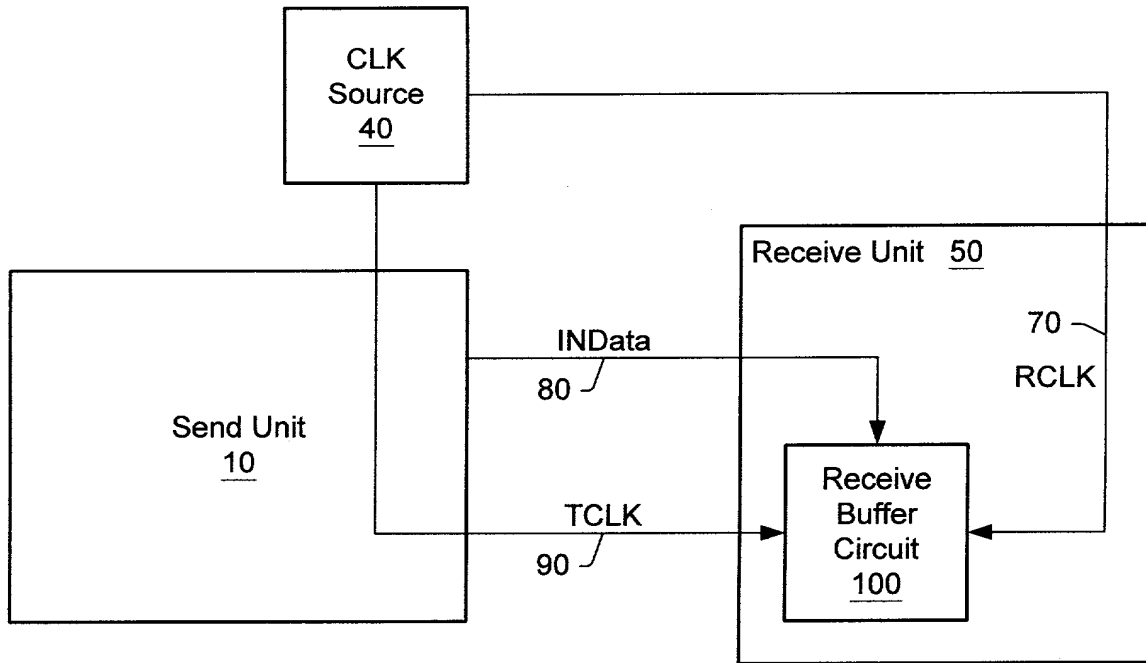 CLK
Source
40
Receive Unit 50
INData
80
70
RCLK
Send Unit
10
TCLK
90
Receive
Buffer
Circuit
100